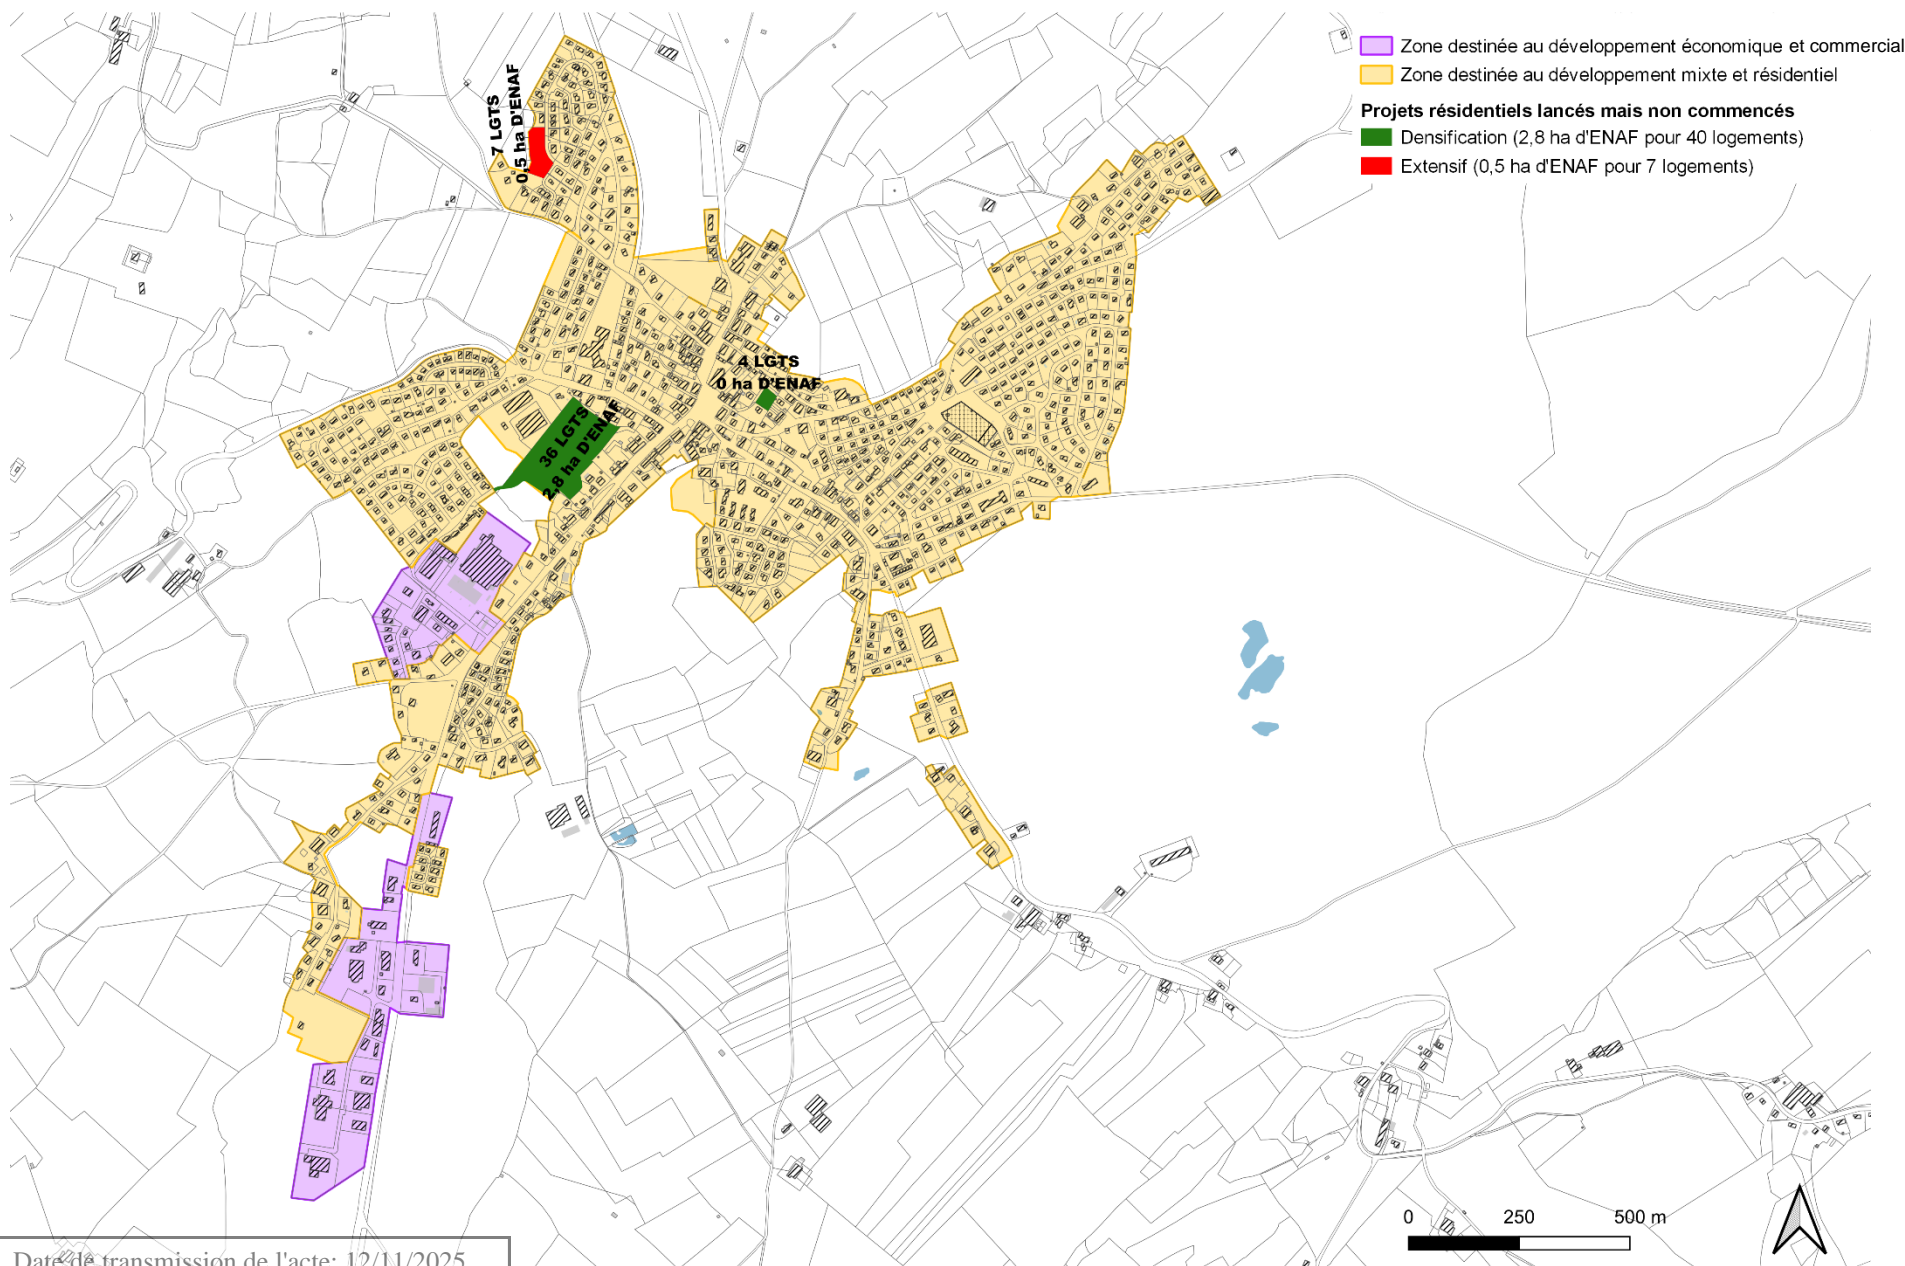 Zone destinée au développement économique et commercial
Zone destinée au développement mixte et résidentiel
Projets résidentiels lancés mais non commencés
Densification (2,8 ha d'ENAF pour 40 logements)
Extensif (0,5 ha d'ENAF pour 7 logements)
7 LGTS
0,5 ha D'ENAF
4 LGTS
0 ha D'ENAF
36 LGTS
2,8 ha D'ENAF
0 250 500 m
Date de transmission de l'acte: 12/11/2025